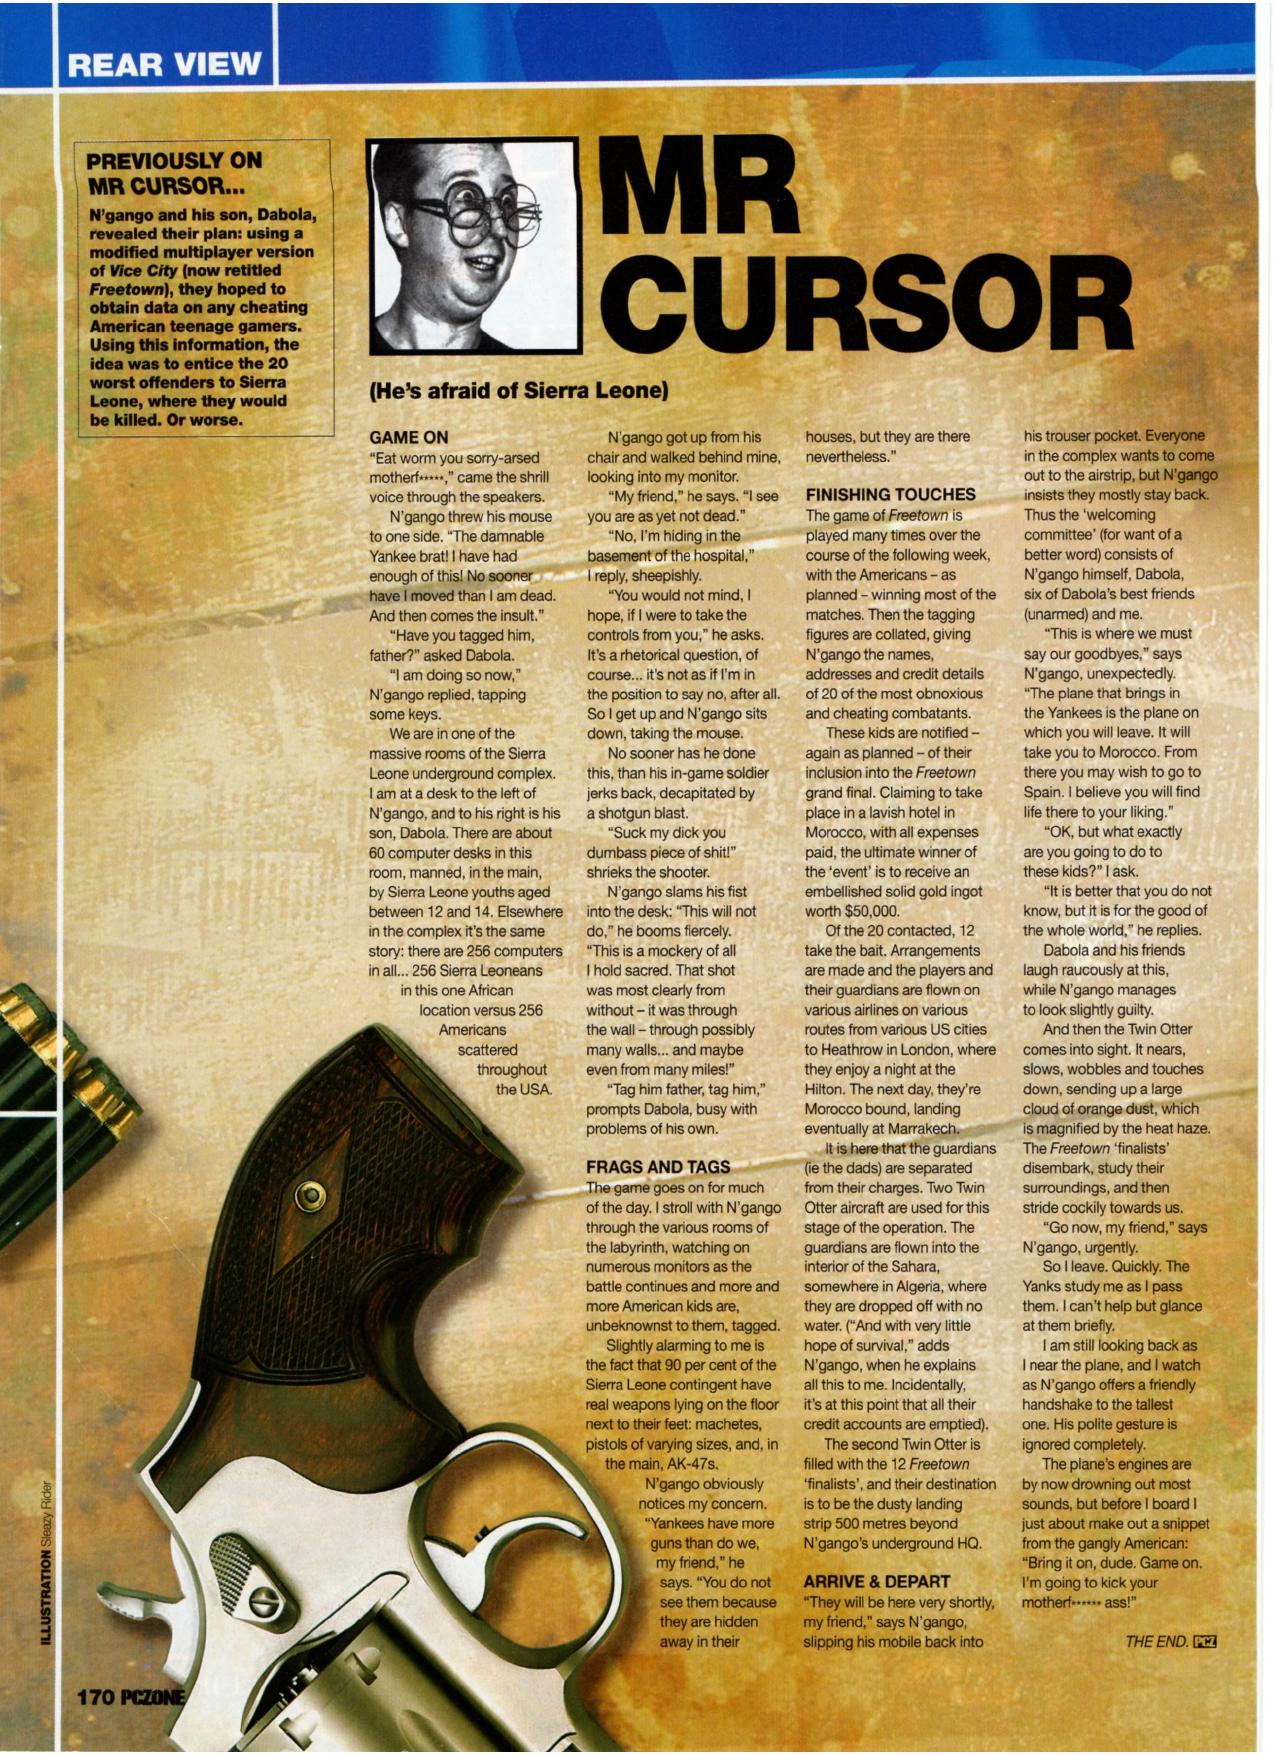 REAR VIEW
PREVIOUSLY ON
MR CURSOR...
N'gango and his son, Dabola,
revealed their plan: using a
modified multiplayer version
of Vice City (now retitled
Freetown), they hoped to
obtain data on any cheating
American teenage gamers.
Using this information, the
idea was to entice the 20
worst offenders to Sierra
Leone, where they would
be killed. Or worse.
MR
CURSOR
(He's afraid of Sierra Leone)
GAME ON
"Eat worm you sorry-arsed
motherf*****," came the shrill
voice through the speakers.
N'gango threw his mouse
to one side. "The damnable
Yankee brat! I have had
enough of this! No sooner
have I moved than I am dead.
And then comes the insult."
"Have you tagged him,
father?" asked Dabola.
"I am doing so now,"
N'gango replied, tapping
some keys.
We are in one of the
massive rooms of the Sierra
Leone underground complex.
I am at a desk to the left of
N'gango, and to his right is his
son, Dabola. There are about
60 computer desks in this
room, manned, in the main,
by Sierra Leone youths aged
between 12 and 14. Elsewhere
in the complex it's the same
story: there are 256 computers
in all... 256 Sierra Leoneans
in this one African
location versus 256
Americans
scattered
throughout
the USA.
N'gango got up from his
chair and walked behind mine,
looking into my monitor.
"My friend," he says. "I see
you are as yet not dead."
"No, I'm hiding in the
basement of the hospital,"
I reply, sheepishly.
"You would not mind, I
hope, if I were to take the
controls from you," he asks.
It's a rhetorical question, of
course... it's not as if I'm in
the position to say no, after all.
So I get up and N'gango sits
down, taking the mouse.
No sooner has he done
this, than his in-game soldier
jerks back, decapitated by
a shotgun blast.
"Suck my dick you
dumbass piece of shit!"
shrieks the shooter.
N'gango slams his fist
into the desk: "This will not
do," he booms fiercely.
"This is a mockery of all
I hold sacred. That shot
was most clearly from
without – it was through
the wall – through possibly
many walls... and maybe
even from many miles!"
"Tag him father, tag him,"
prompts Dabola, busy with
problems of his own.
FRAGS AND TAGS
The game goes on for much
of the day. I stroll with N'gango
through the various rooms of
the labyrinth, watching on
numerous monitors as the
battle continues and more and
more American kids are,
unbeknownst to them, tagged.
Slightly alarming to me is
the fact that 90 per cent of the
Sierra Leone contingent have
real weapons lying on the floor
next to their feet: machetes,
pistols of varying sizes, and, in
the main, AK-47s.
N'gango obviously
notices my concern.
"Yankees have more
guns than do we,
my friend," he
says. "You do not
see them because
they are hidden
away in their
houses, but they are there
nevertheless."
FINISHING TOUCHES
The game of Freetown is
played many times over the
course of the following week,
with the Americans – as
planned – winning most of the
matches. Then the tagging
figures are collated, giving
N'gango the names,
addresses and credit details
of 20 of the most obnoxious
and cheating combatants.
These kids are notified –
again as planned – of their
inclusion into the Freetown
grand final. Claiming to take
place in a lavish hotel in
Morocco, with all expenses
paid, the ultimate winner of
the 'event' is to receive an
embellished solid gold ingot
worth $50,000.
Of the 20 contacted, 12
take the bait. Arrangements
are made and the players and
their guardians are flown on
various airlines on various
routes from various US cities
to Heathrow in London, where
they enjoy a night at the
Hilton. The next day, they're
Morocco bound, landing
eventually at Marrakech.
It is here that the guardians
(ie the dads) are separated
from their charges. Two Twin
Otter aircraft are used for this
stage of the operation. The
guardians are flown into the
interior of the Sahara,
somewhere in Algeria, where
they are dropped off with no
water. ("And with very little
hope of survival," adds
N'gango, when he explains
all this to me. Incidentally,
it's at this point that all their
credit accounts are emptied).
The second Twin Otter is
filled with the 12 Freetown
'finalists', and their destination
is to be the dusty landing
strip 500 metres beyond
N'gango's underground HQ.
ARRIVE & DEPART
"They will be here very shortly,
my friend," says N'gango,
slipping his mobile back into
his trouser pocket. Everyone
in the complex wants to come
out to the airstrip, but N'gango
insists they mostly stay back.
Thus the 'welcoming
committee' (for want of a
better word) consists of
N'gango himself, Dabola,
six of Dabola's best friends
(unarmed) and me.
"This is where we must
say our goodbyes," says
N'gango, unexpectedly.
"The plane that brings in
the Yankees is the plane on
which you will leave. It will
take you to Morocco. From
there you may wish to go to
Spain. I believe you will find
life there to your liking."
"OK, but what exactly
are you going to do to
these kids?" I ask.
"It is better that you do not
know, but it is for the good of
the whole world," he replies.
Dabola and his friends
laugh raucously at this,
while N'gango manages
to look slightly guilty.
And then the Twin Otter
comes into sight. It nears,
slows, wobbles and touches
down, sending up a large
cloud of orange dust, which
is magnified by the heat haze.
The Freetown 'finalists'
disembark, study their
surroundings, and then
stride cockily towards us.
"Go now, my friend," says
N'gango, urgently.
So I leave. Quickly. The
Yanks study me as I pass
them. I can't help but glance
at them briefly.
I am still looking back as
I near the plane, and I watch
as N'gango offers a friendly
handshake to the tallest
one. His polite gesture is
ignored completely.
The plane's engines are
by now drowning out most
sounds, but before I board I
just about make out a snippet
from the gangly American:
"Bring it on, dude. Game on.
I'm going to kick your
motherf****** ass!"
THE END. PCZ
ILLUSTRATION Sleazy Rider
170 PCZONE